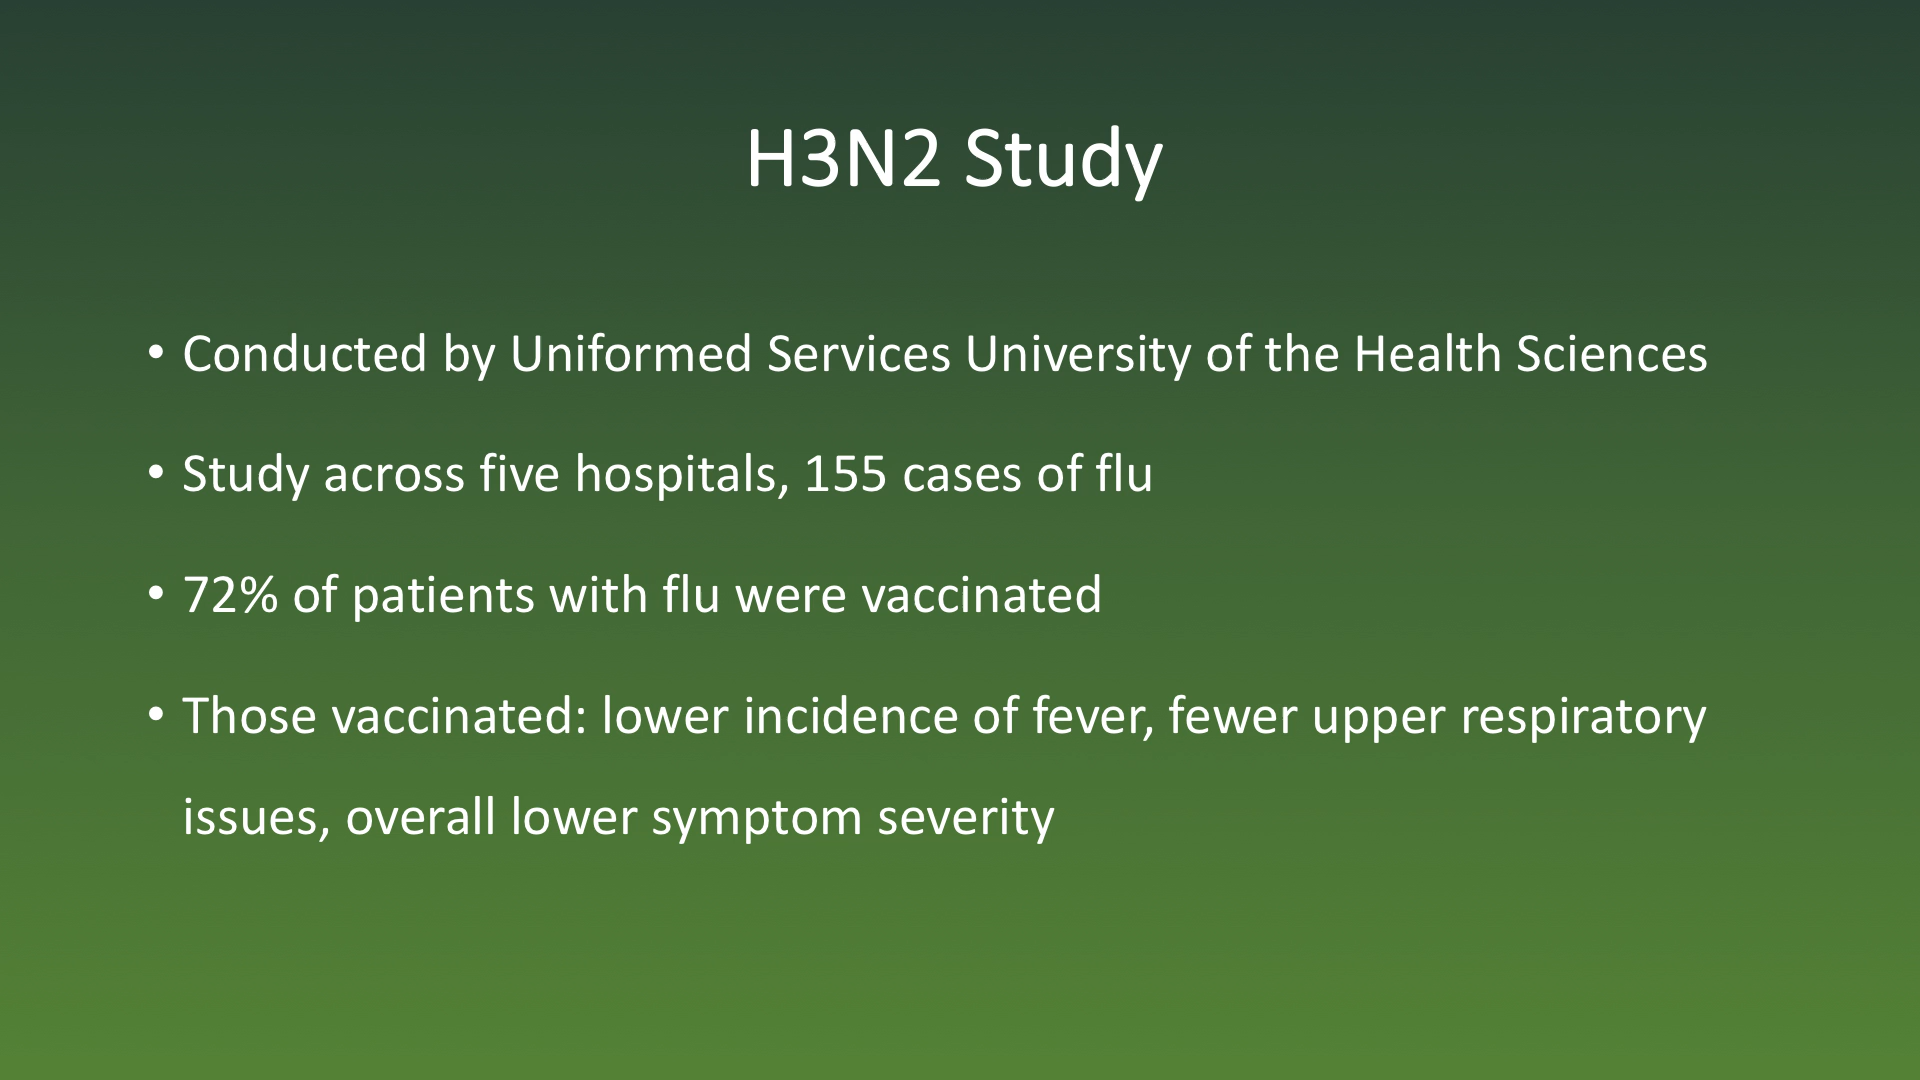 H3N2 Study
• Conducted by Uniformed Services University of the Health Sciences
• Study across five hospitals, 155 cases of flu
• 72% of patients with flu were vaccinated
• Those vaccinated: lower incidence of fever, fewer upper respiratory
issues, overall lower symptom severity